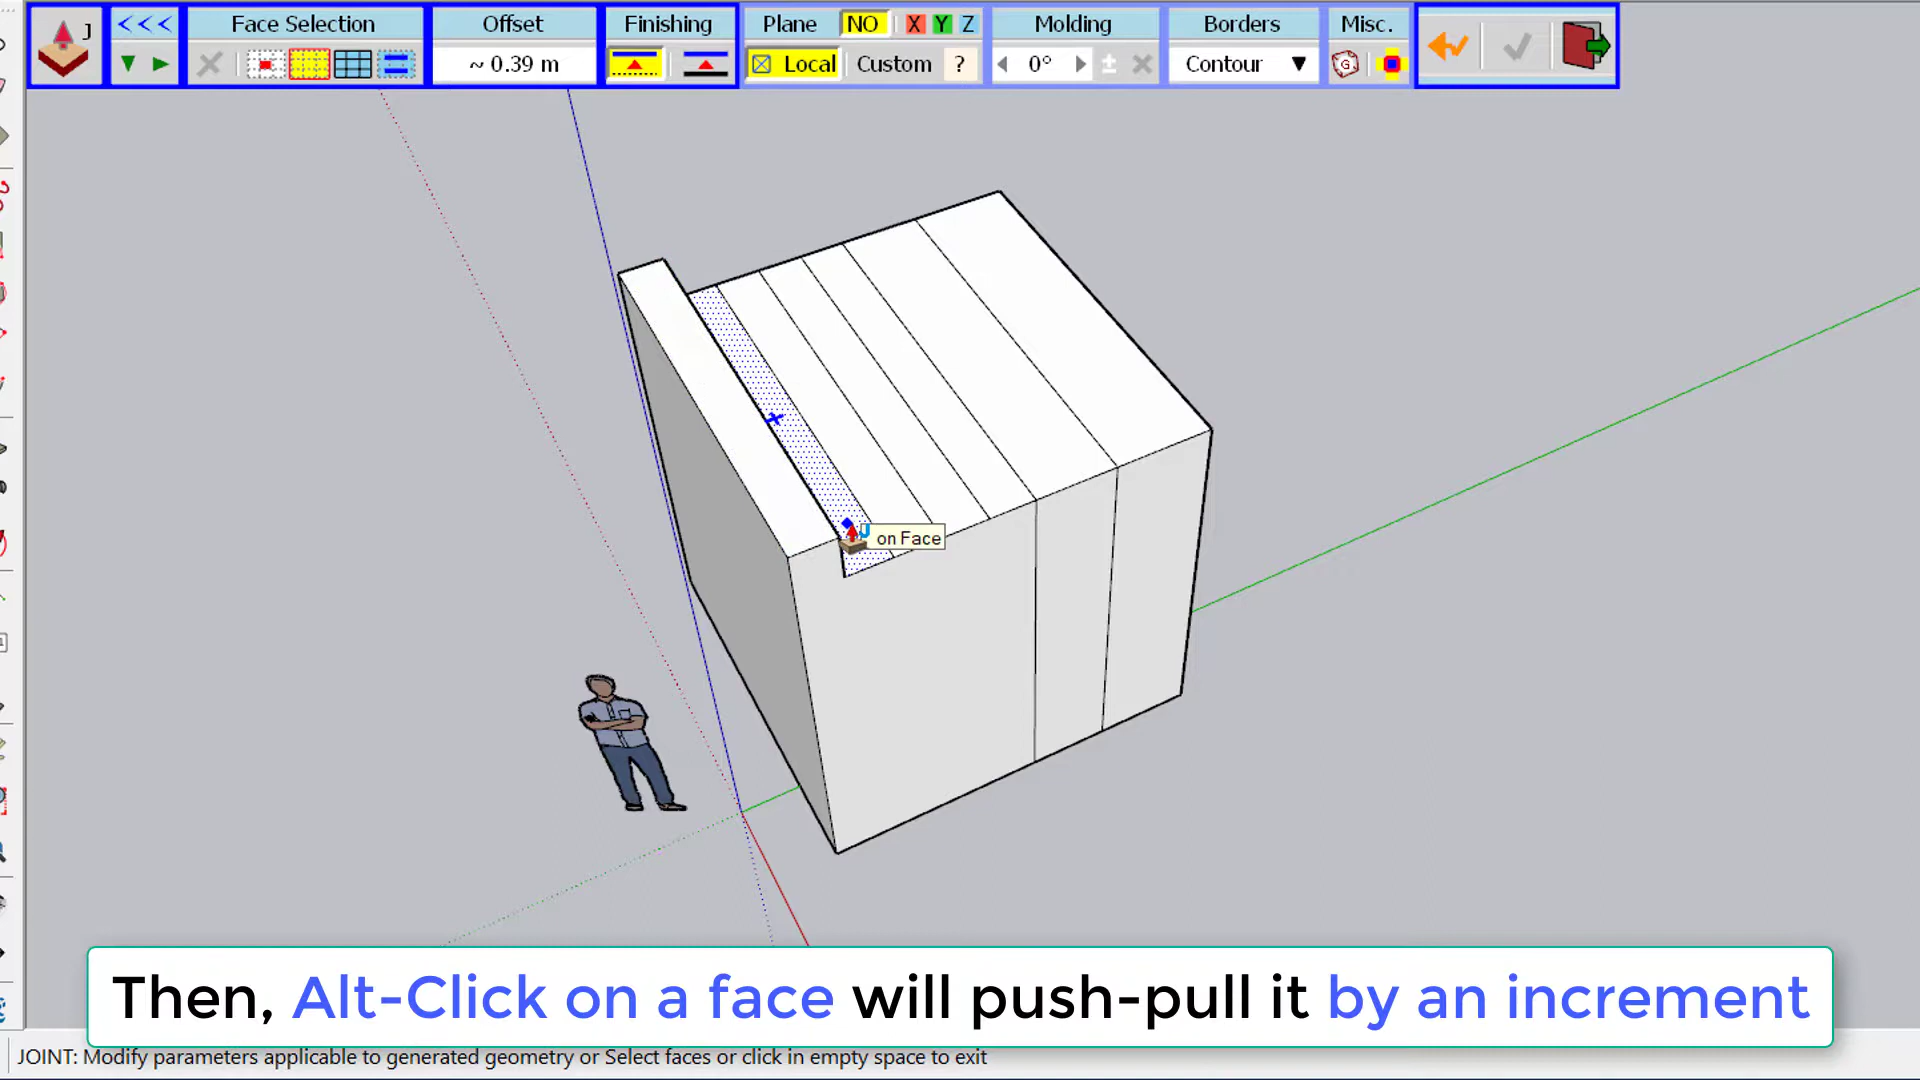 J <<< Face Selection Offset Finishing Plane NO X Y Z Molding Borders Misc.
~ 0.39 m Local Custom ? 0° Contour ▼ G
on Face
Then, Alt-Click on a face will push-pull it by an increment
JOINT: Modify parameters applicable to generated geometry or Select faces or click in empty space to exit